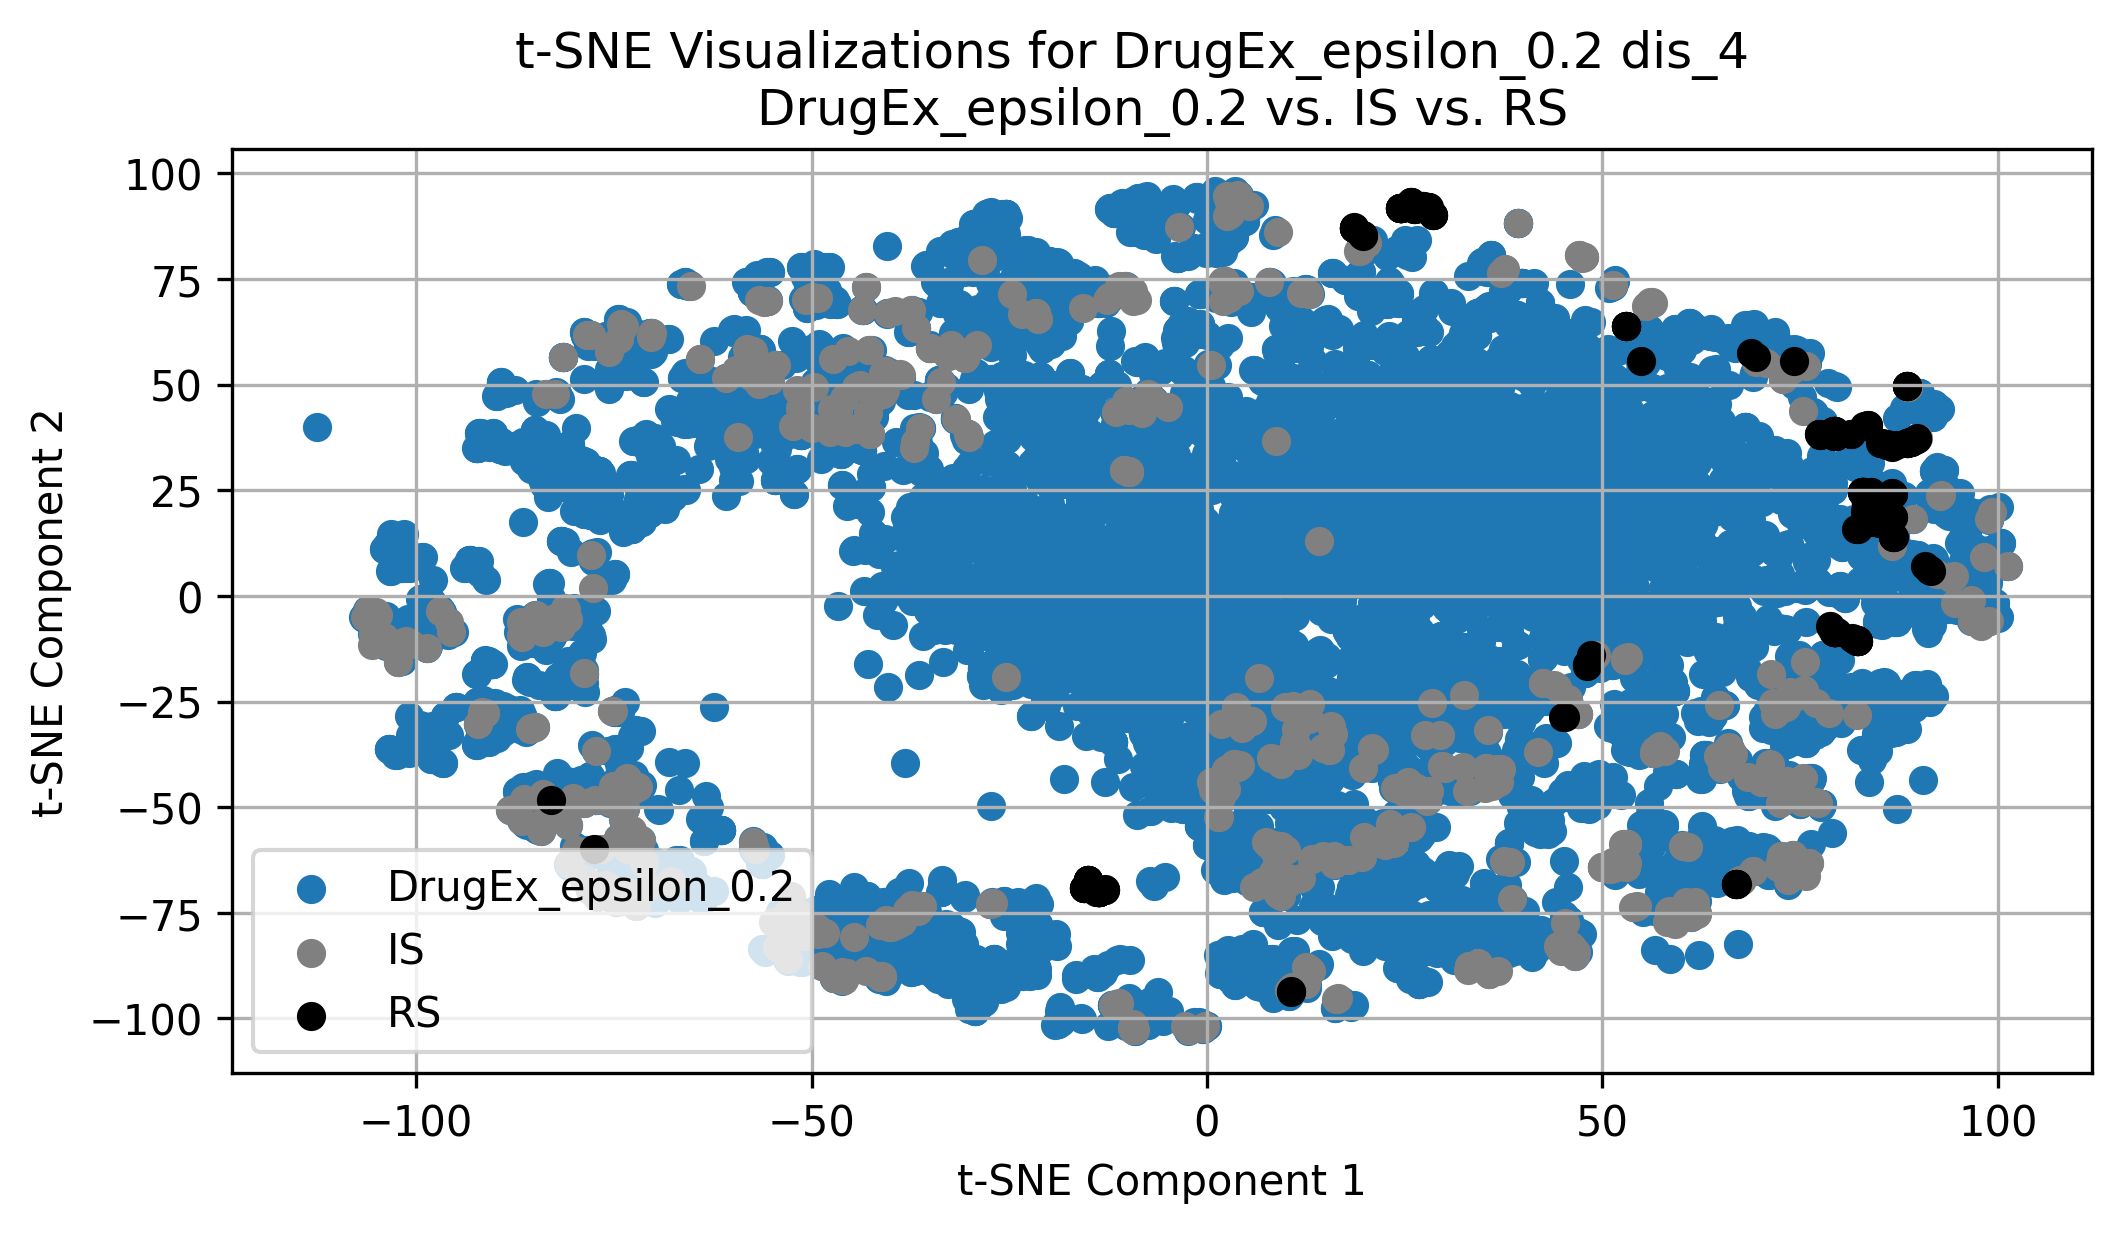 t-SNE Visualizations for DrugEx_epsilon_0.2 dis_4
DrugEx_epsilon_0.2 vs. IS vs. RS
t-SNE Component 2
100
75
50
25
0
−25
−50
−75
−100
DrugEx_epsilon_0.2
IS
RS
−100
−50
0
50
100
t-SNE Component 1